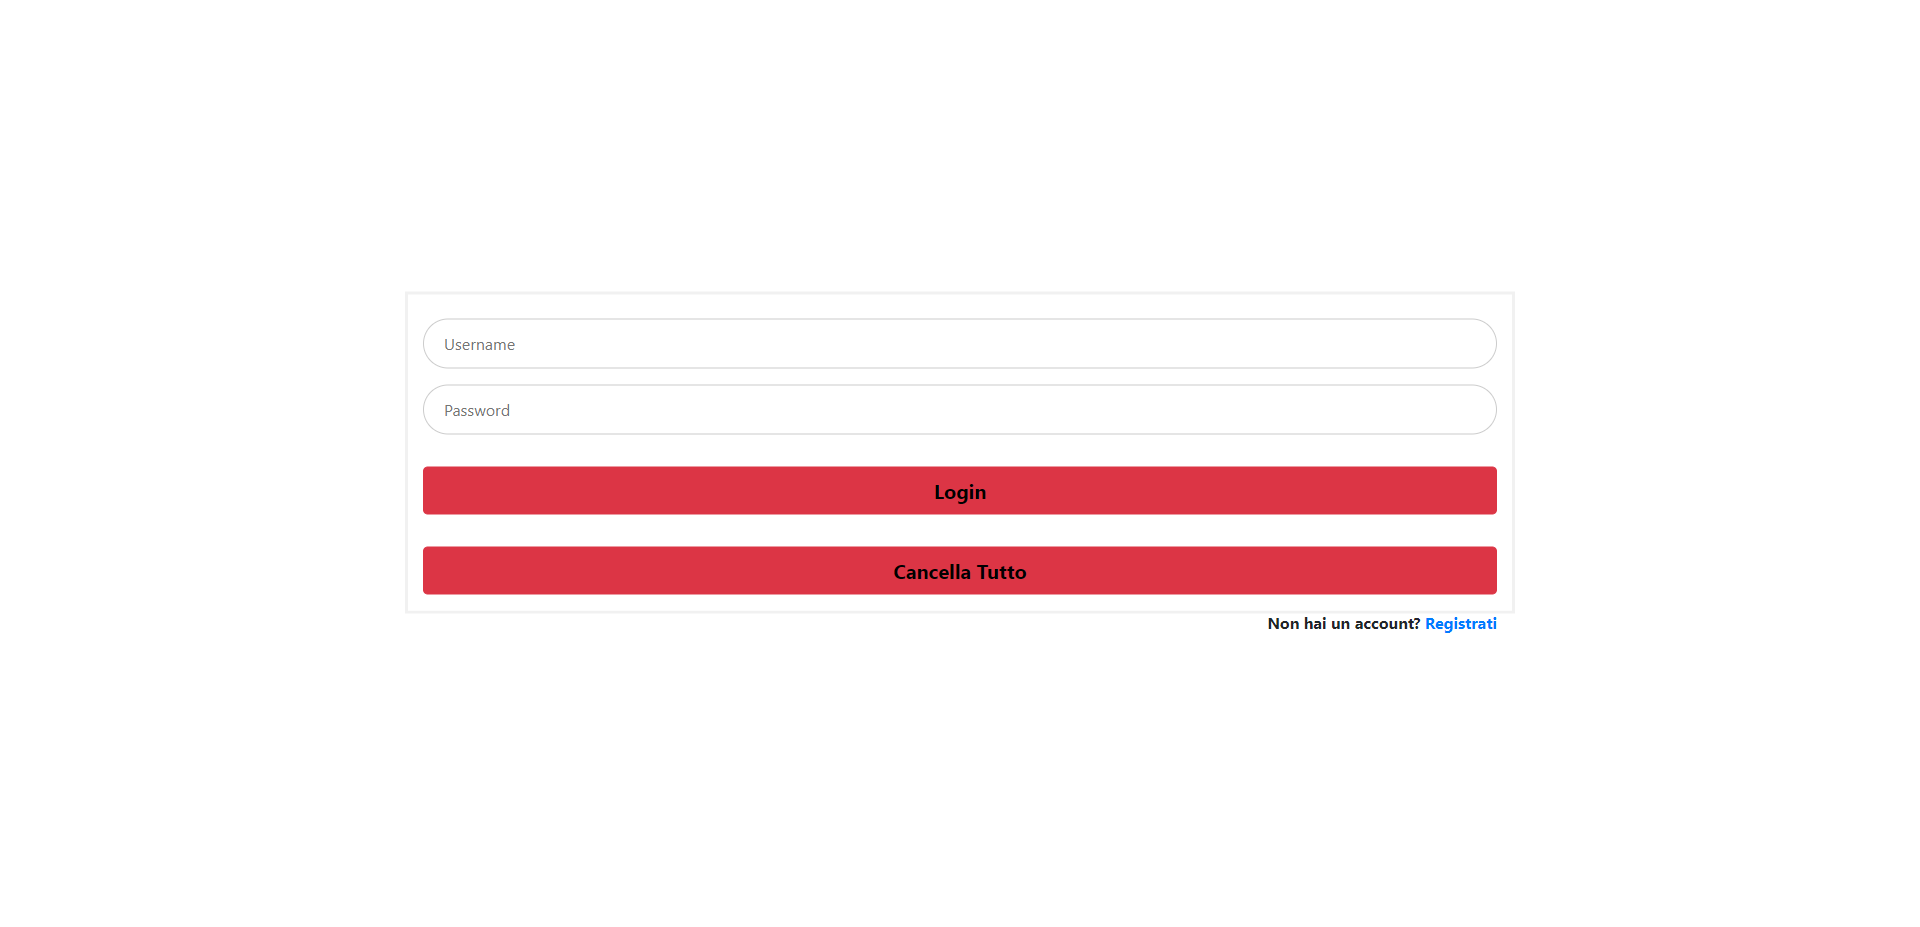 Username
Password
Login
Cancella Tutto
Non hai un account? Registrati